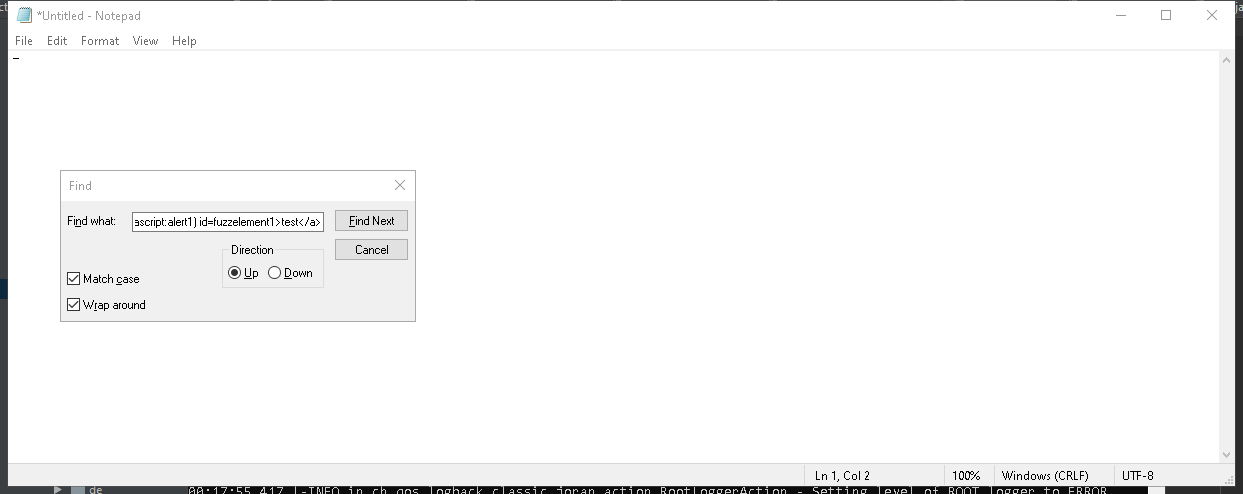 *Untitled - Notepad
File Edit Format View Help
Find
Find what: ascript:alert1) id=fuzzelement1>test</a> Find Next
Direction Cancel
Up Down
Match case
Wrap around
Ln 1, Col 2 100% Windows (CRLF) UTF-8
de 00:17:55,417 |-INFO in ch.qos.logback.classic.joran.action.RootLoggerAction - Setting level of ROOT logger to ERROR